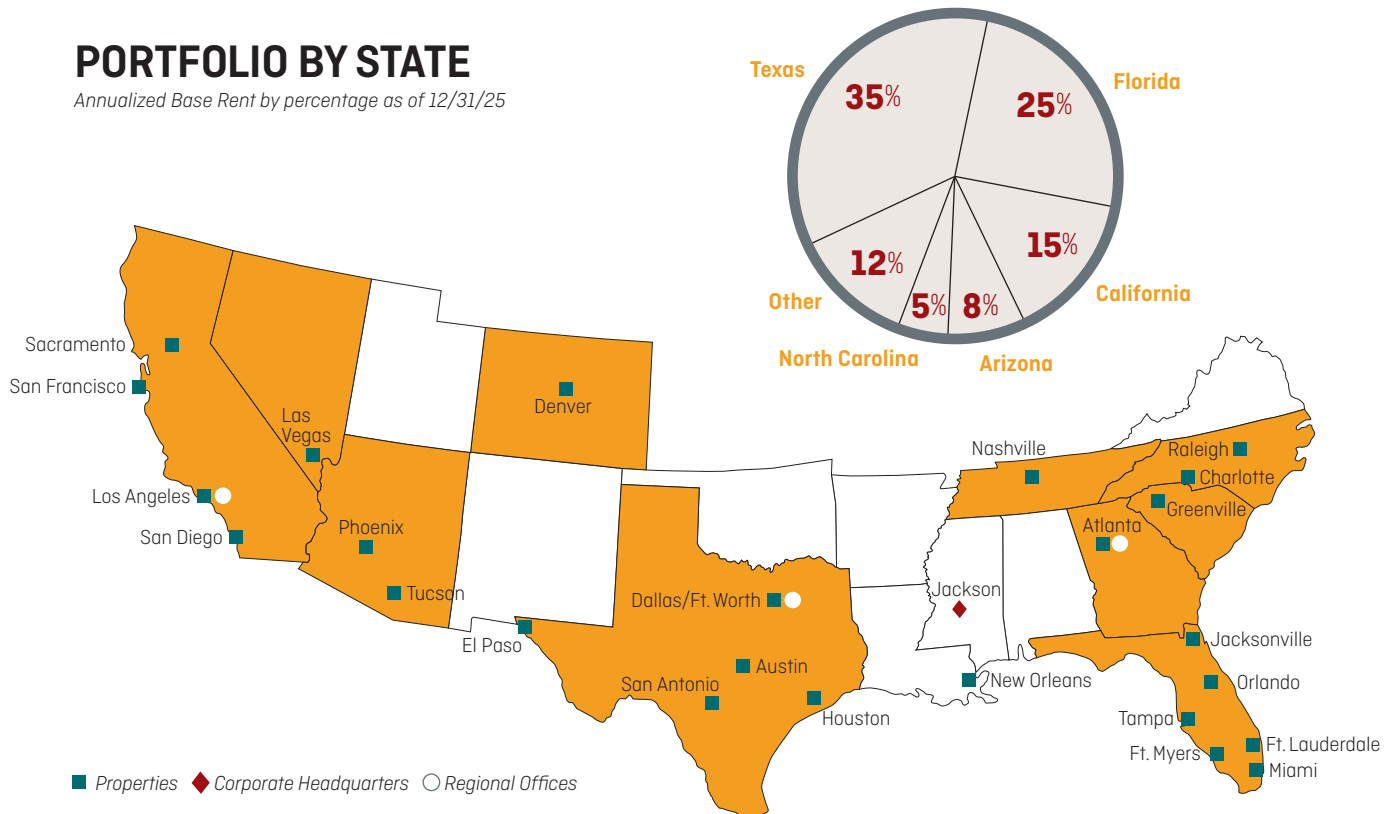 PORTFOLIO BY STATE
Annualized Base Rent by percentage as of 12/31/25
Texas
35%
25%
Florida
15%
California
12%
Other
5%
8%
North Carolina
Arizona
Sacramento
San Francisco
Las
Vegas
Denver
Los Angeles
San Diego
Phoenix
Tucson
El Paso
Dallas/Ft. Worth
Austin
San Antonio
Houston
Nashville
Raleigh
Charlotte
Greenville
Atlanta
Jackson
New Orleans
Jacksonville
Orlando
Tampa
Ft. Myers
Ft. Lauderdale
Miami
Properties
Corporate Headquarters
Regional Offices